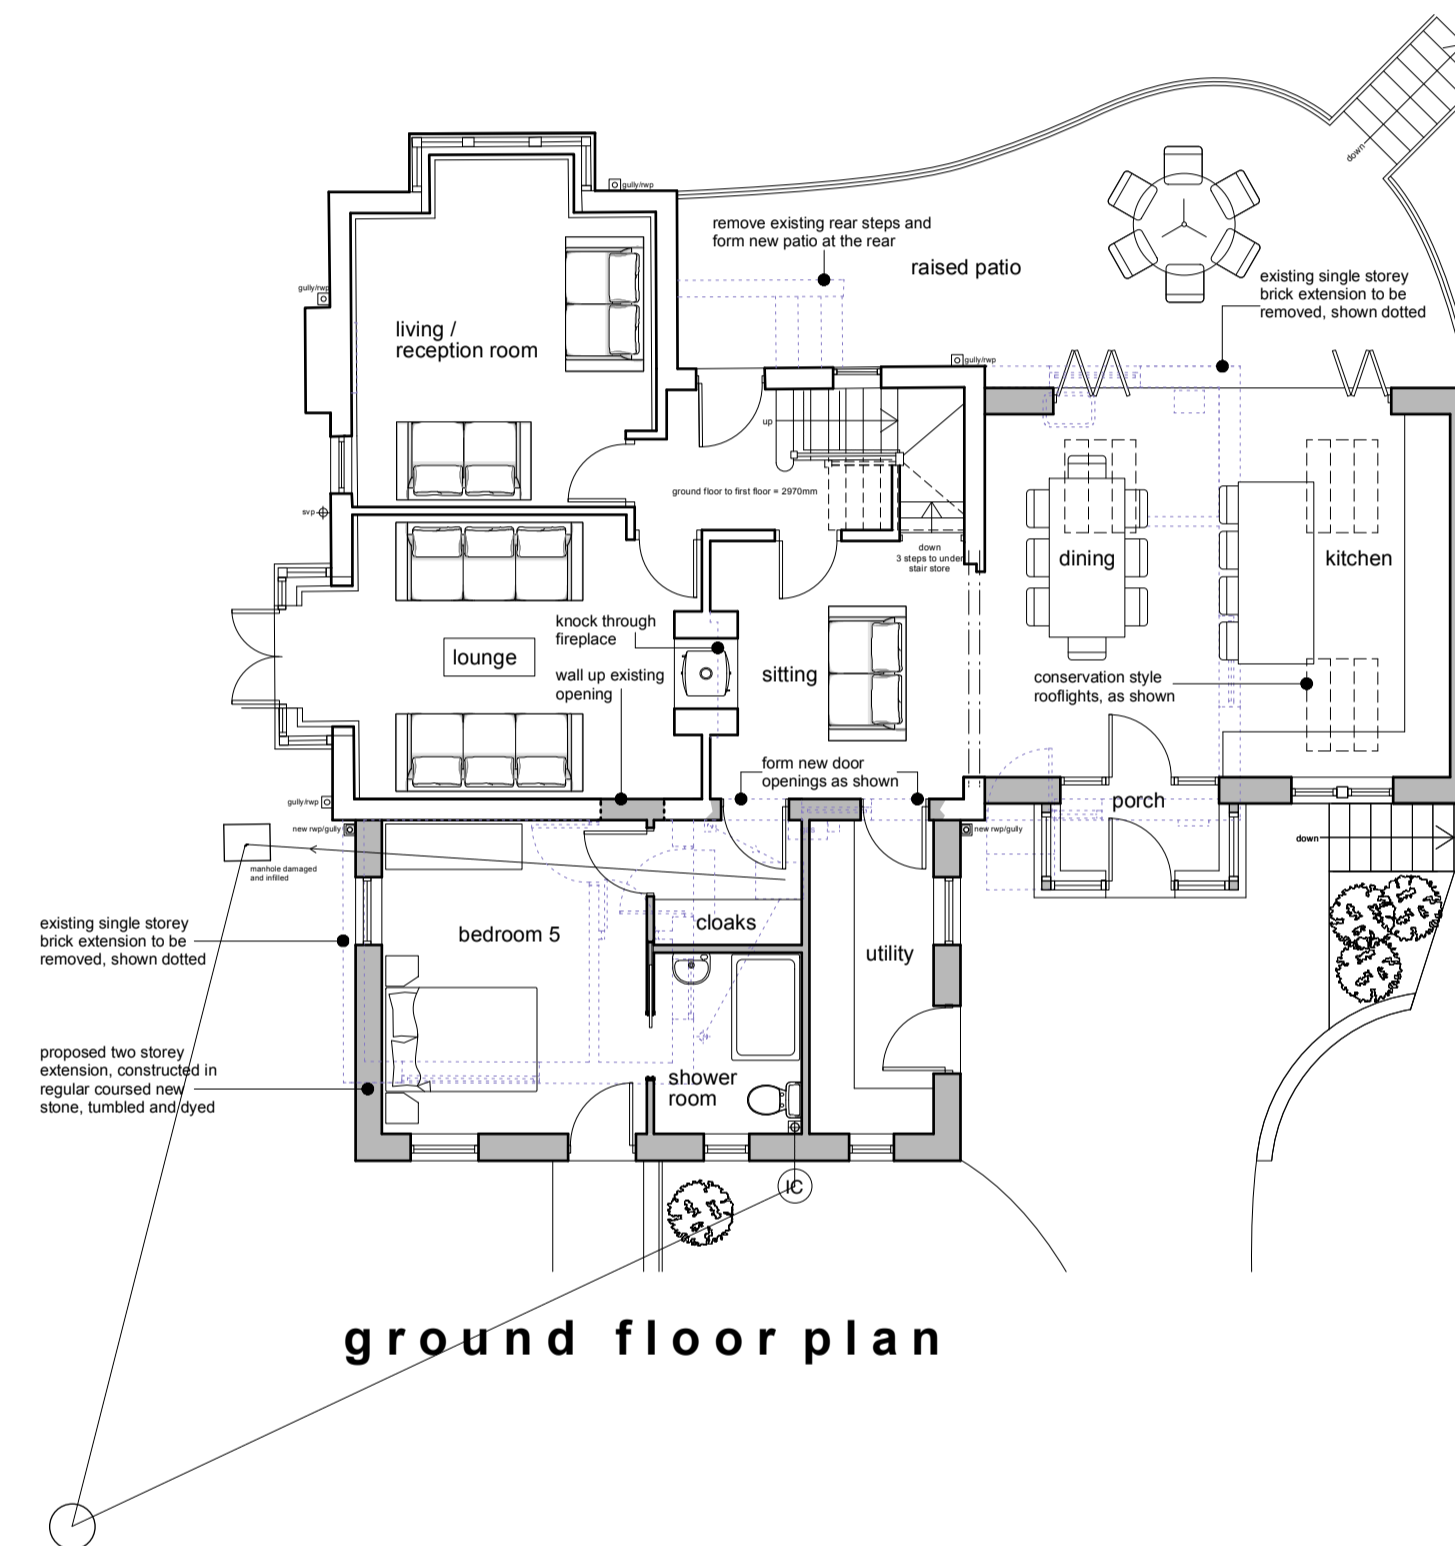 down
gully/rwp
remove existing rear steps and
form new patio at the rear
raised patio
existing single storey
brick extension to be
removed, shown dotted
gully/rwp
living /
reception room
gully/rwp
up
ground floor to first floor = 2970mm
svp
down
3 steps to under
stair store
dining
kitchen
knock through
fireplace
lounge
wall up existing
opening
sitting
conservation style
rooflights, as shown
form new door
openings as shown
porch
gully/rwp
new rwp/gully
new rwp/gully
down
manhole damaged
and infilled
existing single storey
brick extension to be
removed, shown dotted
bedroom 5
cloaks
utility
proposed two storey
extension, constructed in
regular coursed new
stone, tumbled and dyed
shower
room
IC
ground floor plan